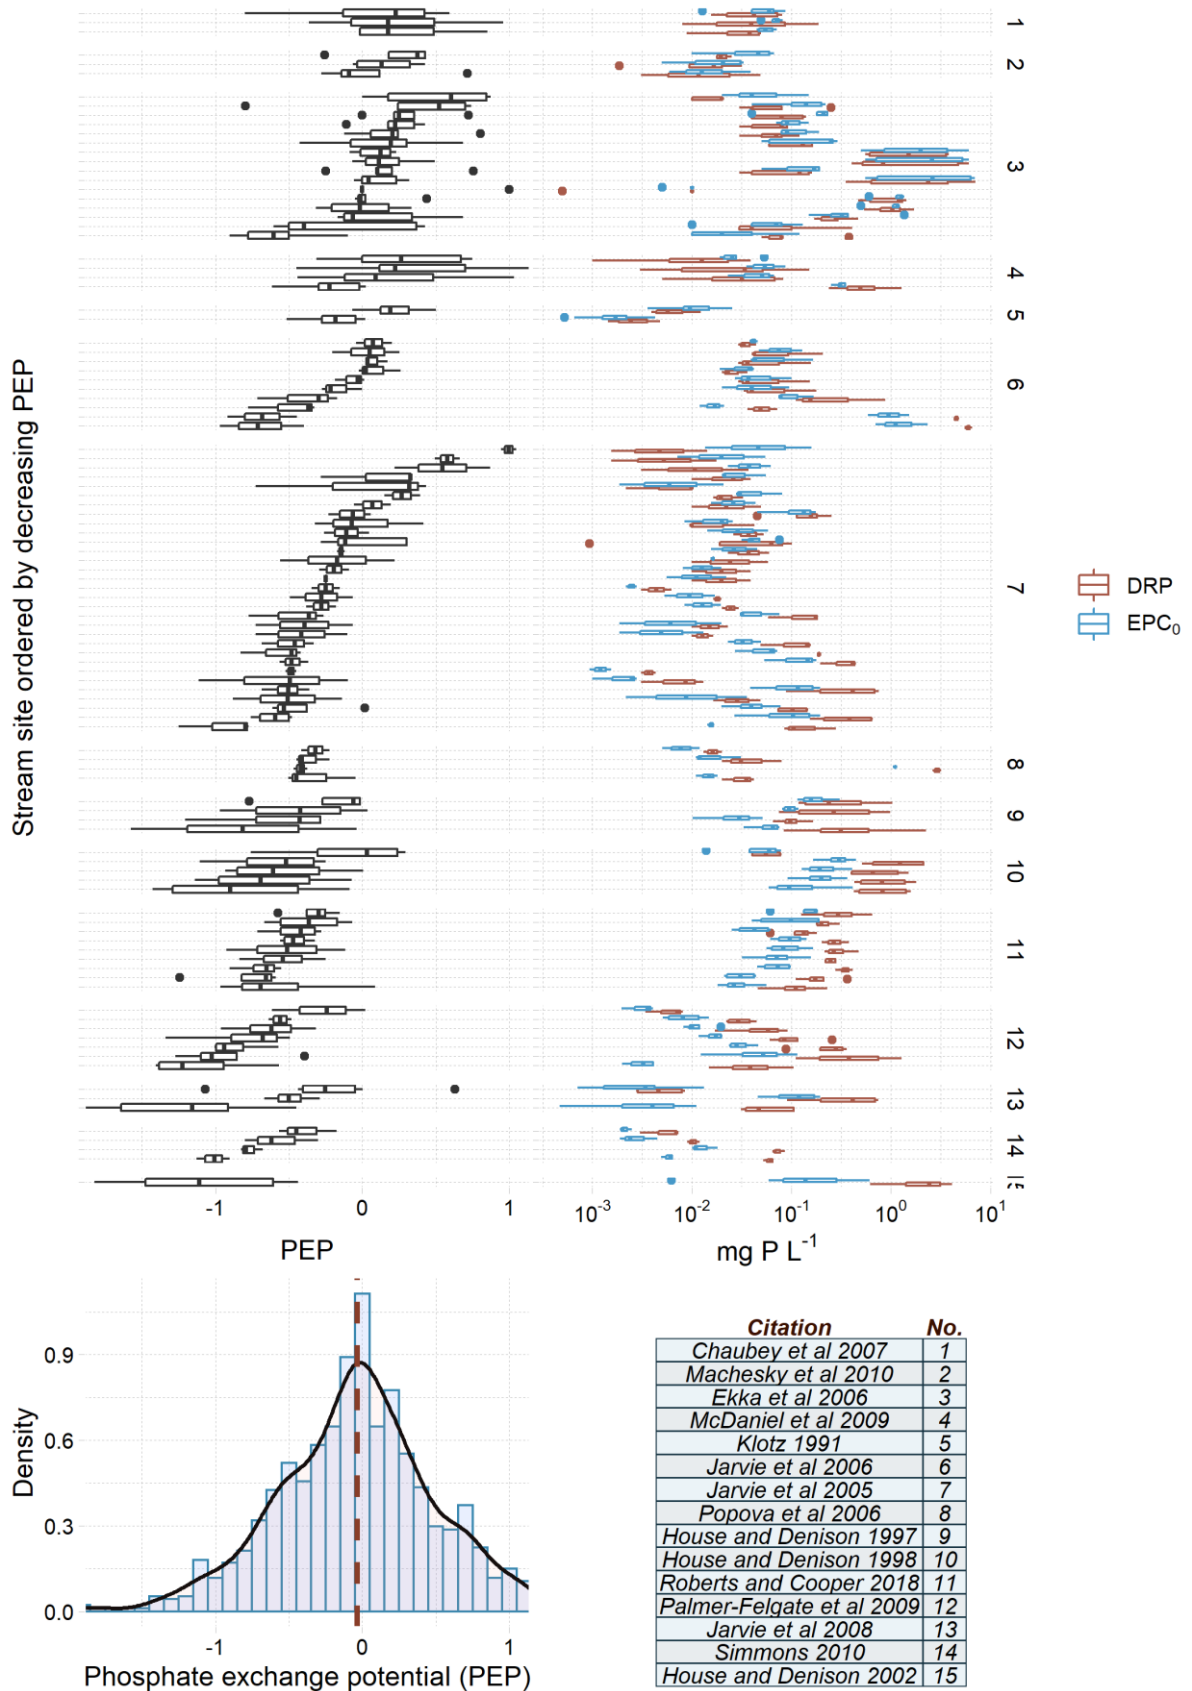 Stream site ordered by decreasing PEP
1
2
3
4
5
6
7
8
9
10
11
12
13
14
15
DRP
EPC₀
-1 0 1
PEP
10⁻³ 10⁻² 10⁻¹ 10⁰ 10¹
mg P L⁻¹
Density
0.9
0.6
0.3
0.0
-1 0 1
Phosphate exchange potential (PEP)
Citation No.
Chaubey et al 2007 1
Machesky et al 2010 2
Ekka et al 2006 3
McDaniel et al 2009 4
Klotz 1991 5
Jarvie et al 2006 6
Jarvie et al 2005 7
Popova et al 2006 8
House and Denison 1997 9
House and Denison 1998 10
Roberts and Cooper 2018 11
Palmer-Felgate et al 2009 12
Jarvie et al 2008 13
Simmons 2010 14
House and Denison 2002 15